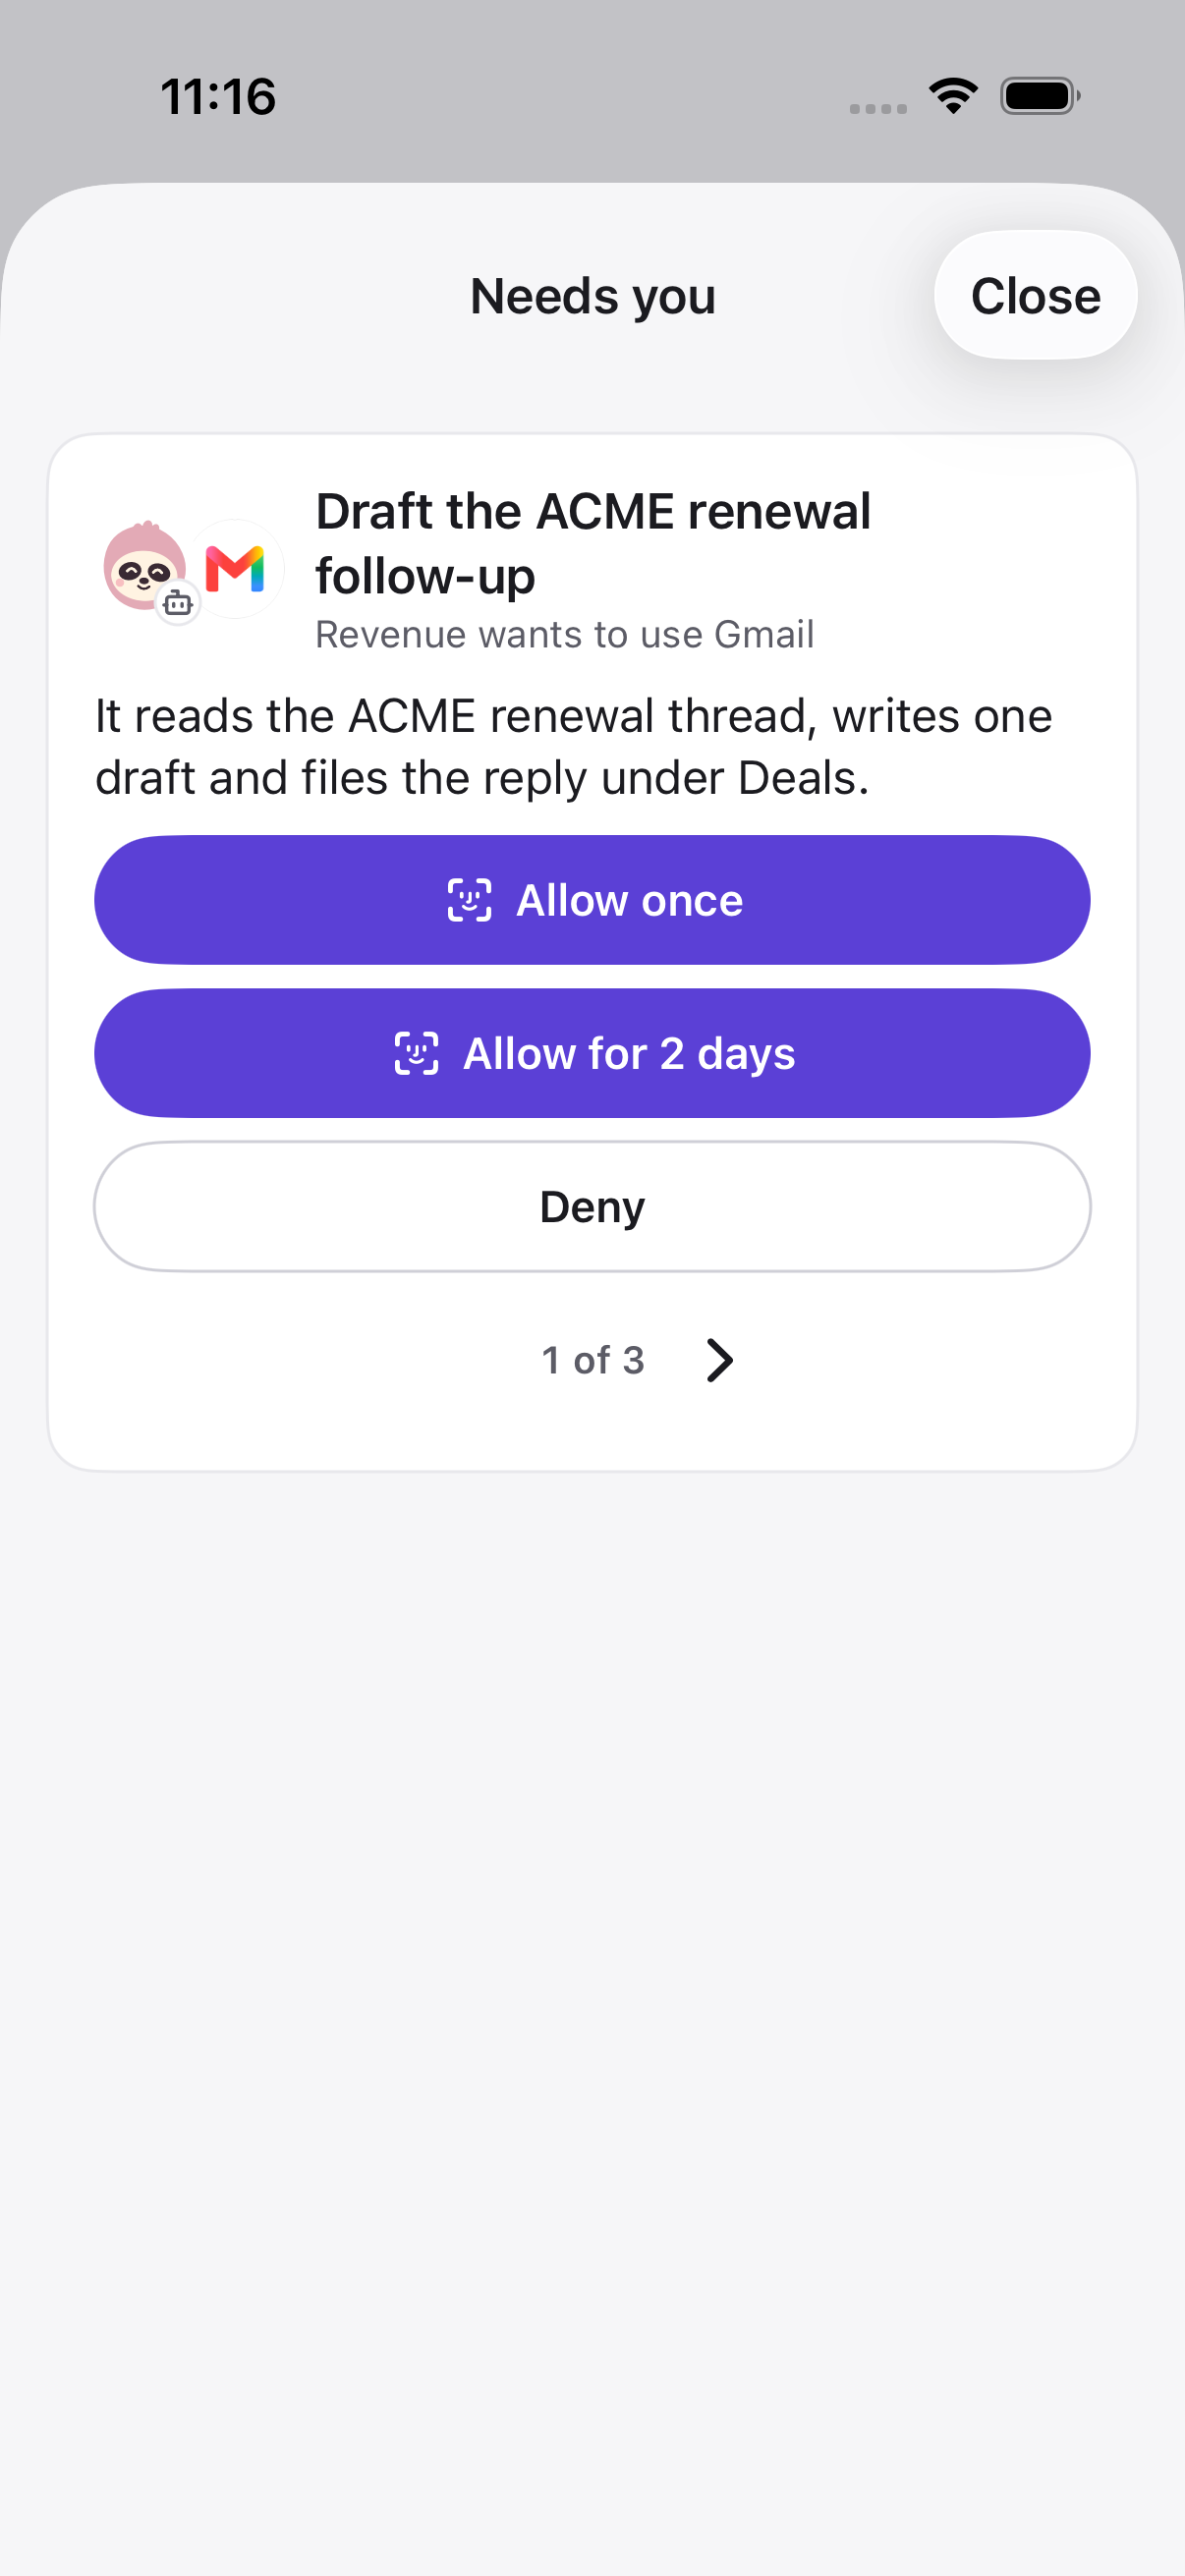 11:16
Needs you
Close
Draft the ACME renewal
follow-up
Revenue wants to use Gmail
It reads the ACME renewal thread, writes one
draft and files the reply under Deals.
Allow once
Allow for 2 days
Deny
1 of 3